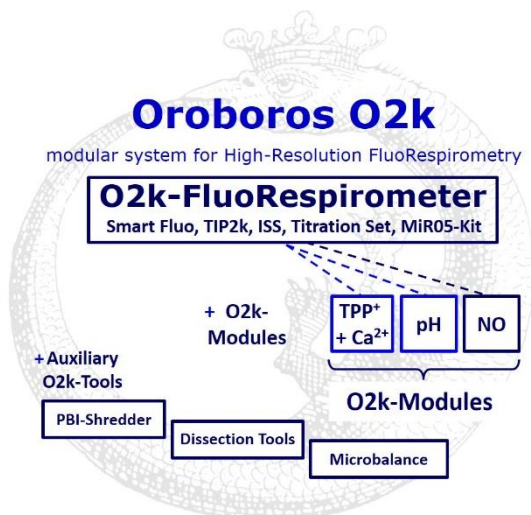 Oroboros O2k
modular system for High-Resolution FluoRespirometry
O2k-FluoRespirometer
Smart Fluo, TIP2k, ISS, Titration Set, MiR05-Kit
+ O2k-
Modules
TPP⁺
+ Ca²⁺
pH
NO
O2k-Modules
+Auxiliary
O2k-Tools
PBI-Shredder
Dissection Tools
Microbalance